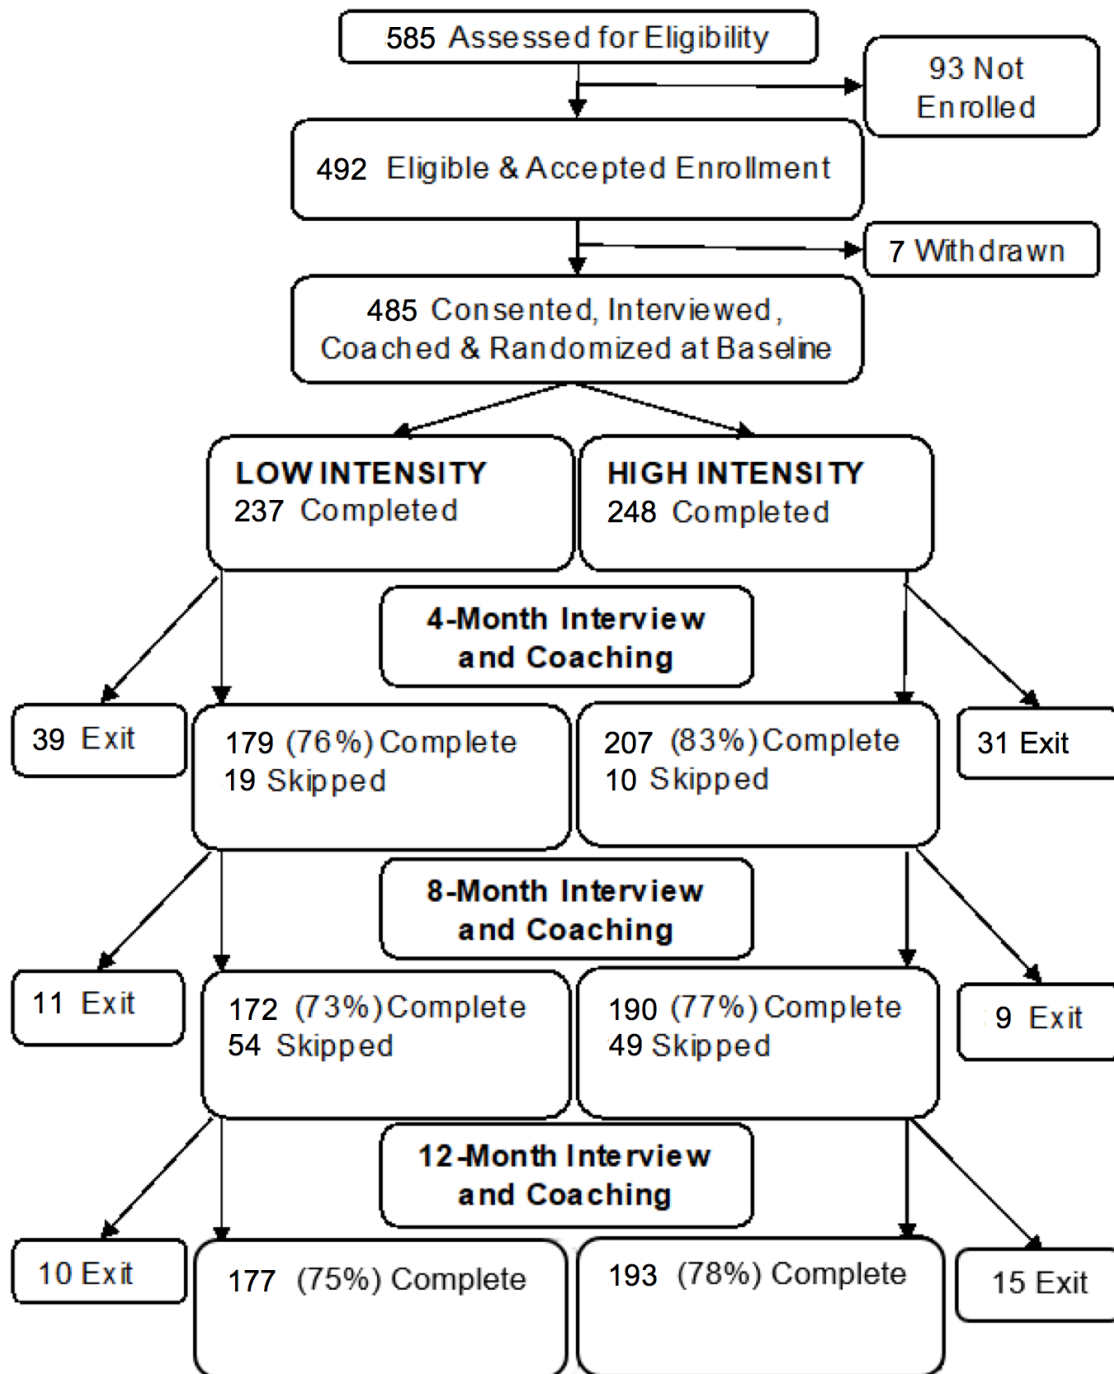 585 Assessed for Eligibility
93 Not
Enrolled
492 Eligible & Accepted Enrollment
7 Withdrawn
485 Consented, Interviewed,
Coached & Randomized at Baseline
LOW INTENSITY
237 Completed
HIGH INTENSITY
248 Completed
4-Month Interview
and Coaching
39 Exit
179 (76%) Complete
19 Skipped
207 (83%) Complete
10 Skipped
31 Exit
8-Month Interview
and Coaching
11 Exit
172 (73%) Complete
54 Skipped
190 (77%) Complete
49 Skipped
9 Exit
12-Month Interview
and Coaching
10 Exit
177 (75%) Complete
193 (78%) Complete
15 Exit